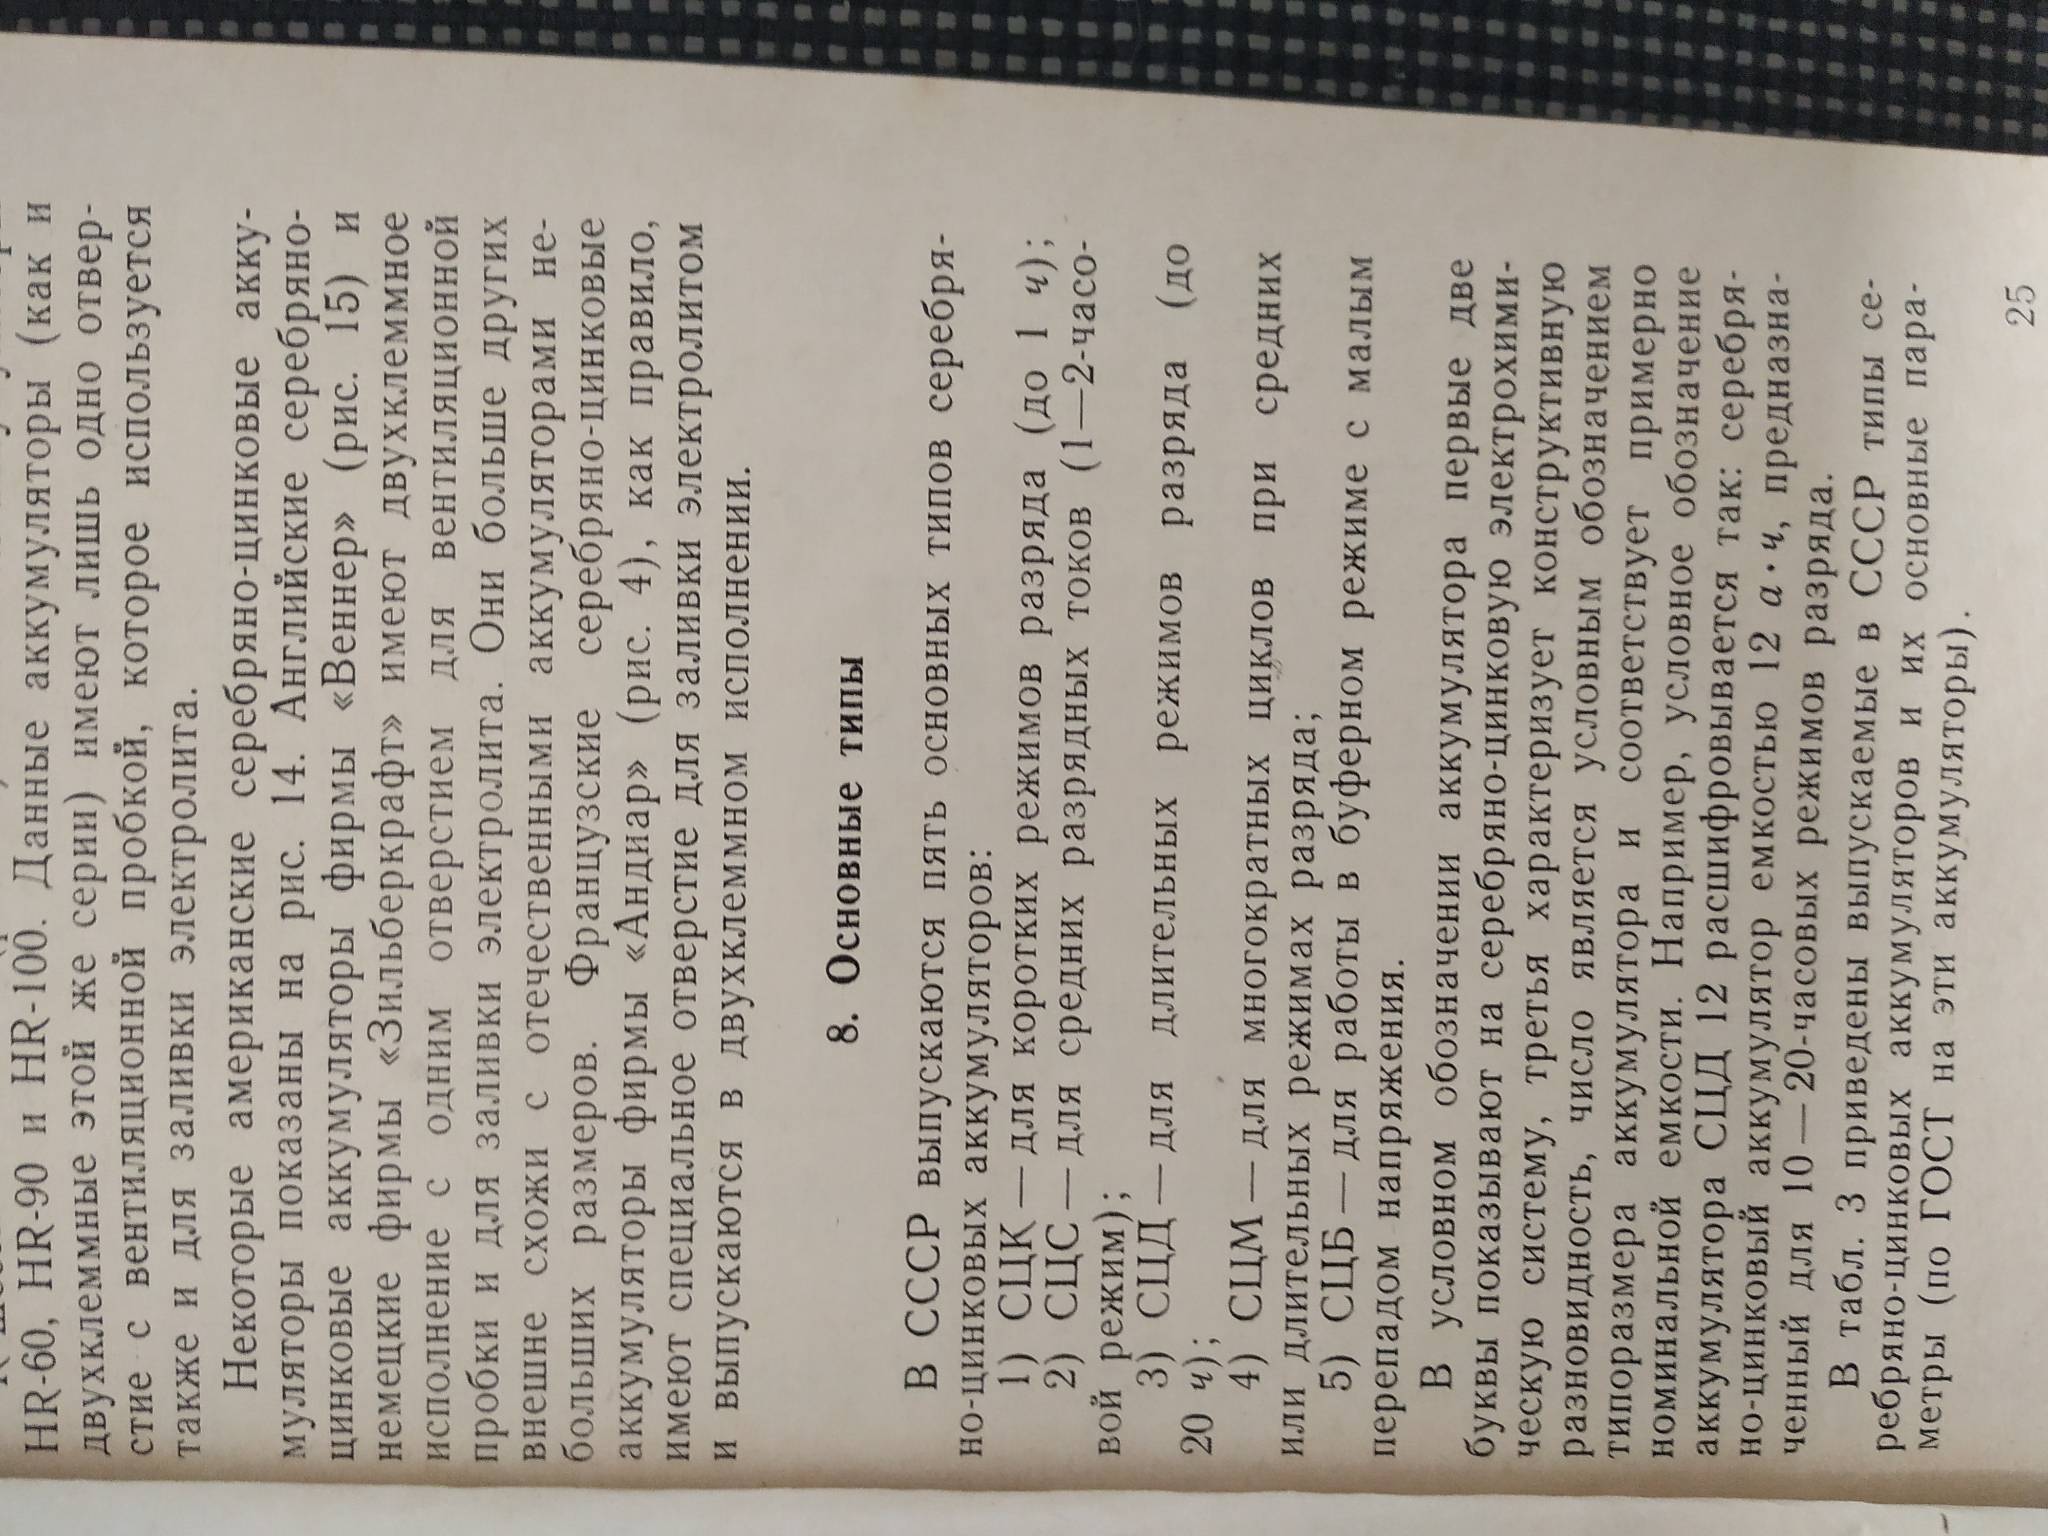 HR-60, HR-90 и HR-100. Данные аккумуляторы (как и
двухклеммные этой же серии) имеют лишь одно отвер-
стие с вентиляционной пробкой, которое используется
также и для заливки электролита.
Некоторые американские серебряно-цинковые акку-
муляторы показаны на рис. 14. Английские серебряно-
цинковые аккумуляторы фирмы «Веннер» (рис. 15) и
немецкие фирмы «Зильберкрафт» имеют двухклеммное
исполнение с одним отверстием для вентиляционной
пробки и для заливки электролита. Они больше других
внешне схожи с отечественными аккумуляторами не-
больших размеров. Французские серебряно-цинковые
аккумуляторы фирмы «Андиар» (рис. 4), как правило,
имеют специальное отверстие для заливки электролитом
и выпускаются в двухклеммном исполнении.
8. Основные типы
В СССР выпускаются пять основных типов серебря-
но-цинковых аккумуляторов:
1) СЦК — для коротких режимов разряда (до 1 ч);
2) СЦС — для средних разрядных токов (1—2-часо-
вой режим);
3) СЦД — для длительных режимов разряда (до
20 ч);
4) СЦМ — для многократных циклов при средних
или длительных режимах разряда;
5) СЦБ — для работы в буферном режиме с малым
перепадом напряжения.
В условном обозначении аккумулятора первые две
буквы показывают на серебряно-цинковую электрохими-
ческую систему, третья характеризует конструктивную
разновидность, число является условным обозначением
типоразмера аккумулятора и соответствует примерно
номинальной емкости. Например, условное обозначение
аккумулятора СЦД 12 расшифровывается так: серебря-
но-цинковый аккумулятор емкостью 12 а·ч, предназна-
ченный для 10—20-часовых режимов разряда.
В табл. 3 приведены выпускаемые в СССР типы се-
ребряно-цинковых аккумуляторов и их основные пара-
метры (по ГОСТ на эти аккумуляторы).
25